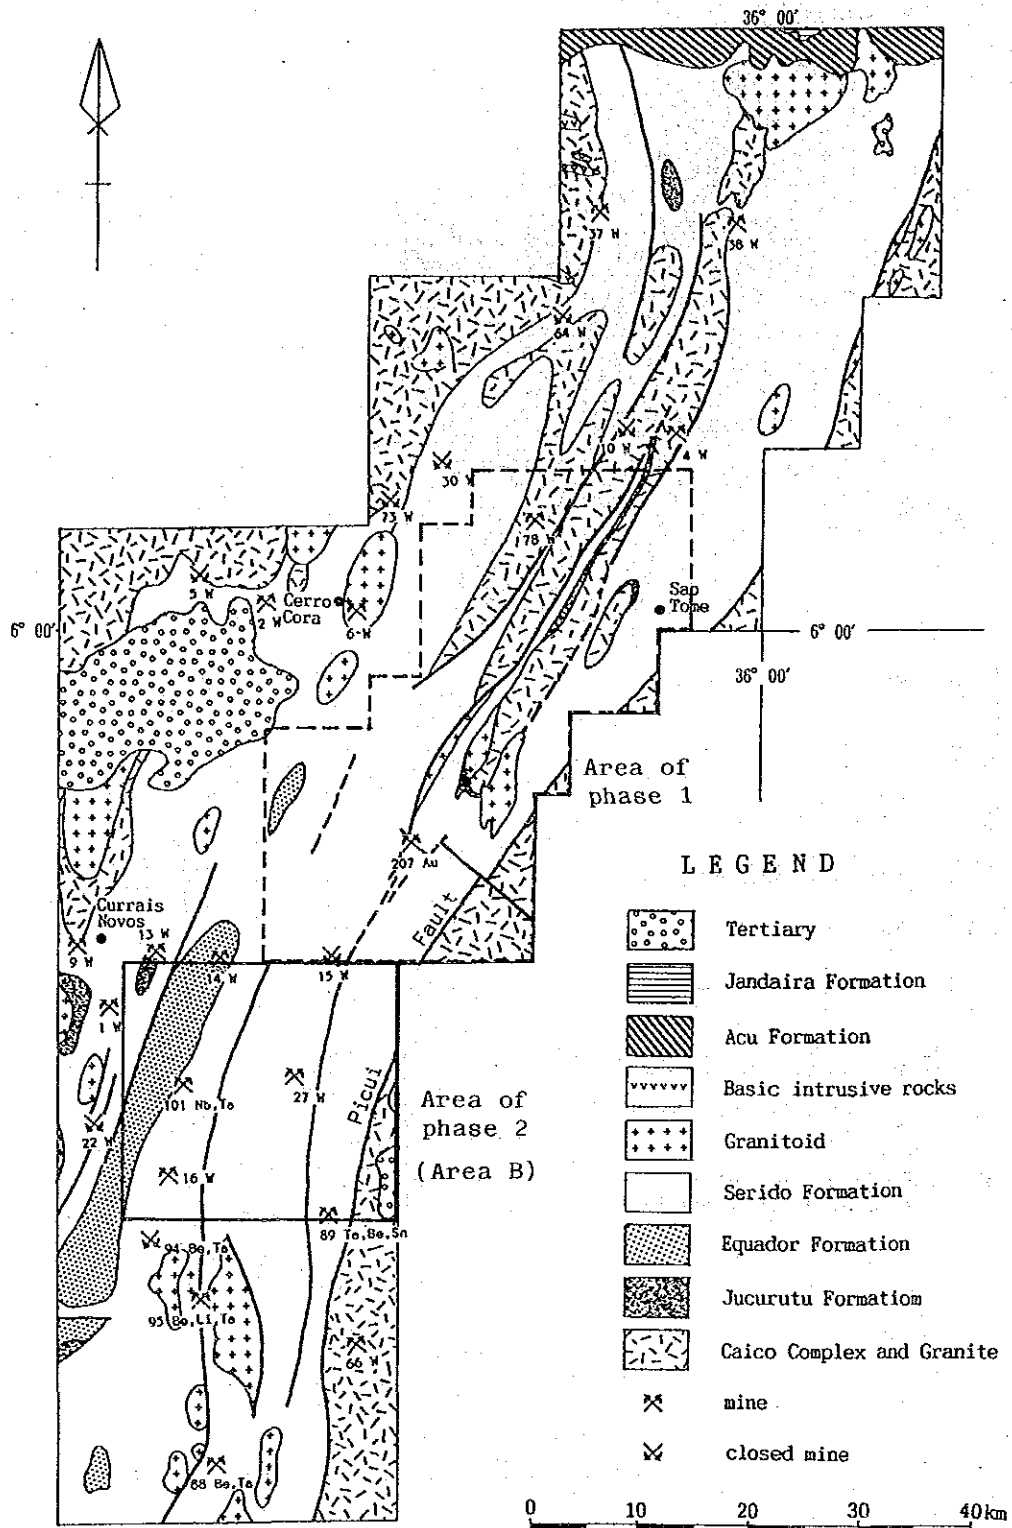 36° 00'
37 W
38 W
64 W
10 W
4 W
30 W
73 W
78 W
5 W
2 W
Cerro
Cora
6 W
Sao
Tome
6° 00'
6° 00'
36° 00'
Area of
phase 1
207 Au
Fault
Currais
Novos
13 W
9 W
14 W
15 W
1 W
27 W
Picui
101 Nb,Ta
22 W
16 W
Area of
phase 2
(Area B)
89 Ta,Be,Sn
94 Be,Ta
95 Be,Li,Ta
66 W
88 Be,Ta
LEGEND
Tertiary
Jandaira Formation
Acu Formation
Basic intrusive rocks
Granitoid
Serido Formation
Equador Formation
Jucurutu Formatiom
Caico Complex and Granite
mine
closed mine
0 10 20 30 40km